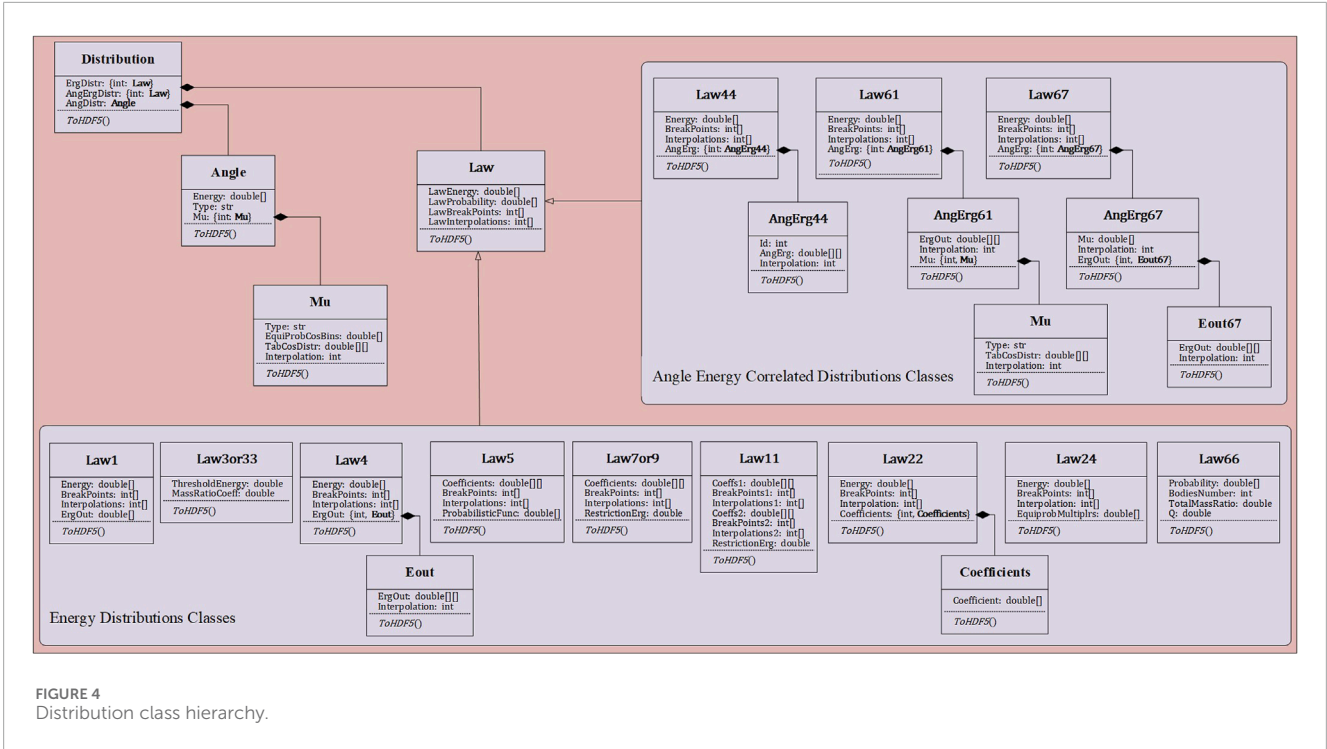 Distribution
ErgDistr: {int: Law}
AngErgDistr: {int: Law}
AngDistr: Angle
ToHDF5()
Angle
Energy: double[]
Type: str
Mu: {int: Mu}
ToHDF5()
Mu
Type: str
EquiProbCosBins: double[]
TabCosDistr: double[][]
Interpolation: int
ToHDF5()
Law
LawEnergy: double[]
LawProbability: double[]
LawBreakPoints: int[]
LawInterpolations: int[]
ToHDF5()
Law44
Energy: double[]
BreakPoints: int[]
Interpolations: int[]
AngErg: {int: AngErg44}
ToHDF5()
Law61
Energy: double[]
BreakPoints: int[]
Interpolations: int[]
AngErg: {int: AngErg61}
ToHDF5()
Law67
Energy: double[]
BreakPoints: int[]
Interpolations: int[]
AngErg: {int: AngErg67}
ToHDF5()
AngErg44
Id: int
AngErg: double[][]
Interpolation: int
ToHDF5()
AngErg61
ErgOut: double[][]
Interpolation: int
Mu: {int, Mu}
ToHDF5()
AngErg67
Mu: double[]
Interpolation: int
ErgOut: {int, Eout67}
ToHDF5()
Mu
Type: str
TabCosDistr: double[][]
Interpolation: int
ToHDF5()
Eout67
ErgOut: double[][]
Interpolation: int
ToHDF5()
Angle Energy Correlated Distributions Classes
Law1
Energy: double[]
BreakPoints: int[]
Interpolations: int[]
ErgOut: double[]
ToHDF5()
Law3or33
ThresholdEnergy: double
MassRatioCoeff: double
ToHDF5()
Law4
Energy: double[]
BreakPoints: int[]
Interpolations: int[]
ErgOut: {int, Eout}
ToHDF5()
Law5
Coefficients: double[][]
BreakPoints: int[]
Interpolations: int[]
ProbabilisticFunc: double[]
ToHDF5()
Law7or9
Coefficients: double[][]
BreakPoints: int[]
Interpolations: int[]
RestrictionErg: double
ToHDF5()
Law11
Coeffs1: double[][]
BreakPoints1: int[]
Interpolations1: int[]
Coeffs2: double[][]
BreakPoints2: int[]
Interpolations2: int[]
RestrictionErg: double
ToHDF5()
Law22
Energy: double[]
BreakPoints: int[]
Interpolations: int[]
Coefficients: {int, Coefficients}
ToHDF5()
Law24
Energy: double[]
BreakPoints: int[]
Interpolation: int[]
EquiprobMultiplrs: double[]
ToHDF5()
Law66
Probability: double[]
BodiesNumber: int
TotalMassRatio: double
Q: double
ToHDF5()
Eout
ErgOut: double[][]
Interpolation: int
ToHDF5()
Coefficients
Coefficient: double[]
ToHDF5()
Energy Distributions Classes
FIGURE 4
Distribution class hierarchy.